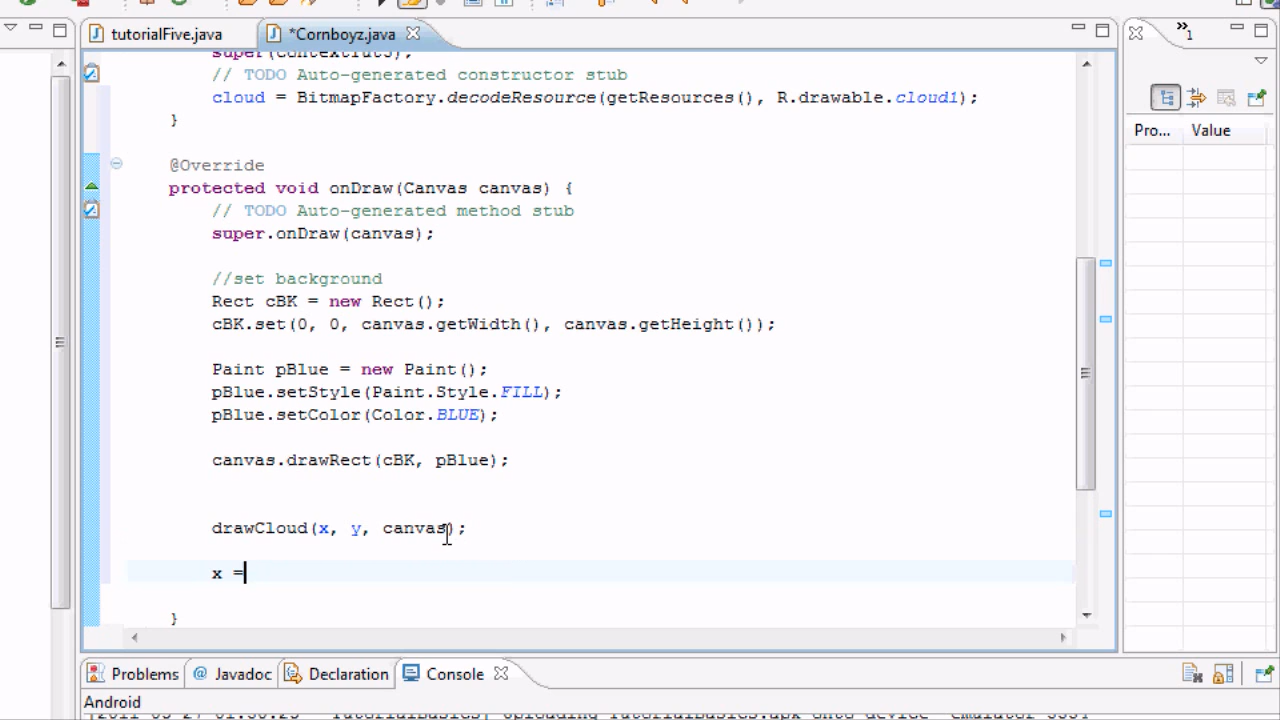 tutorialFive.java
*Cornboyz.java
1
// TODO Auto-generated constructor stub
cloud = BitmapFactory.decodeResource(getResources(), R.drawable.cloud1);
}
@Override
protected void onDraw(Canvas canvas) {
// TODO Auto-generated method stub
super.onDraw(canvas);
//set background
Rect cBK = new Rect();
cBK.set(0, 0, canvas.getWidth(), canvas.getHeight());
Paint pBlue = new Paint();
pBlue.setStyle(Paint.Style.FILL);
pBlue.setColor(Color.BLUE);
canvas.drawRect(cBK, pBlue);
drawCloud(x, y, canvas);
x =
}
Pro... Value
Problems
Javadoc
Declaration
Console
Android